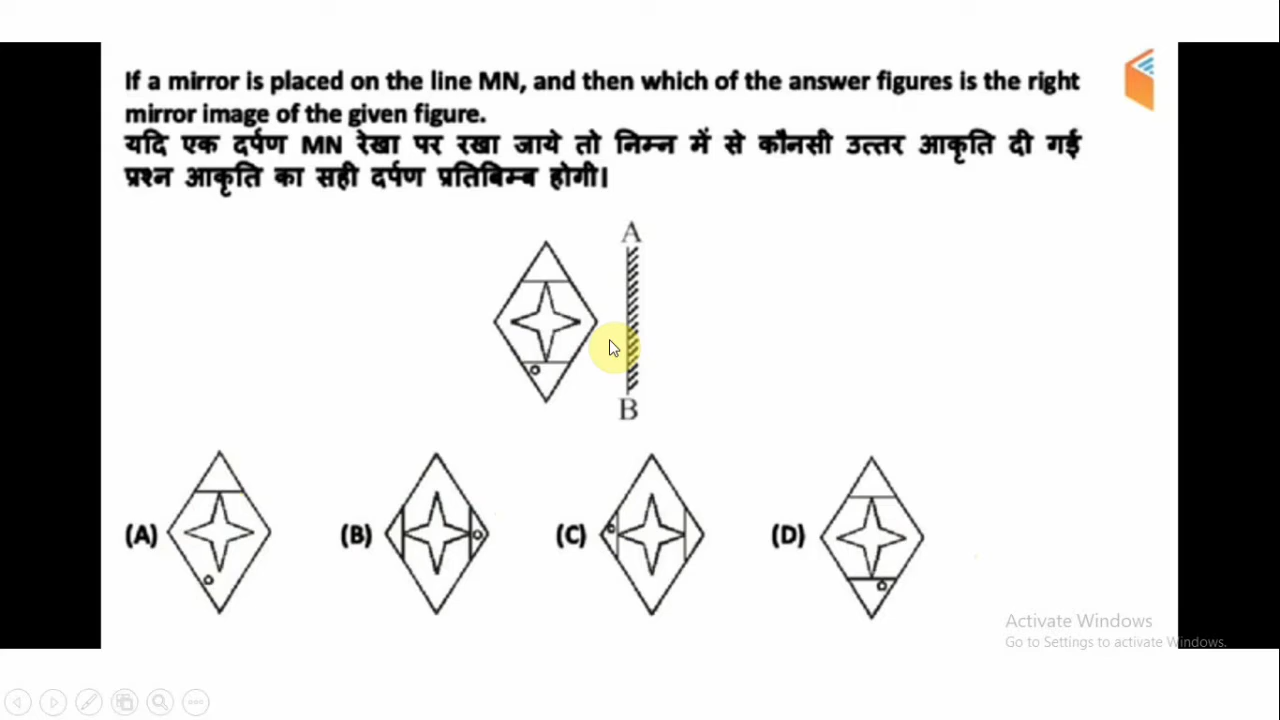 If a mirror is placed on the line MN, and then which of the answer figures is the right
mirror image of the given figure.
यदि एक दर्पण MN रेखा पर रखा जाये तो निम्न में से कौनसी उत्तर आकृति दी गई
प्रश्न आकृति का सही दर्पण प्रतिबिम्ब होगी।
A
B
(A) (B) (C) (D)
Activate Windows
Go to Settings to activate Windows.